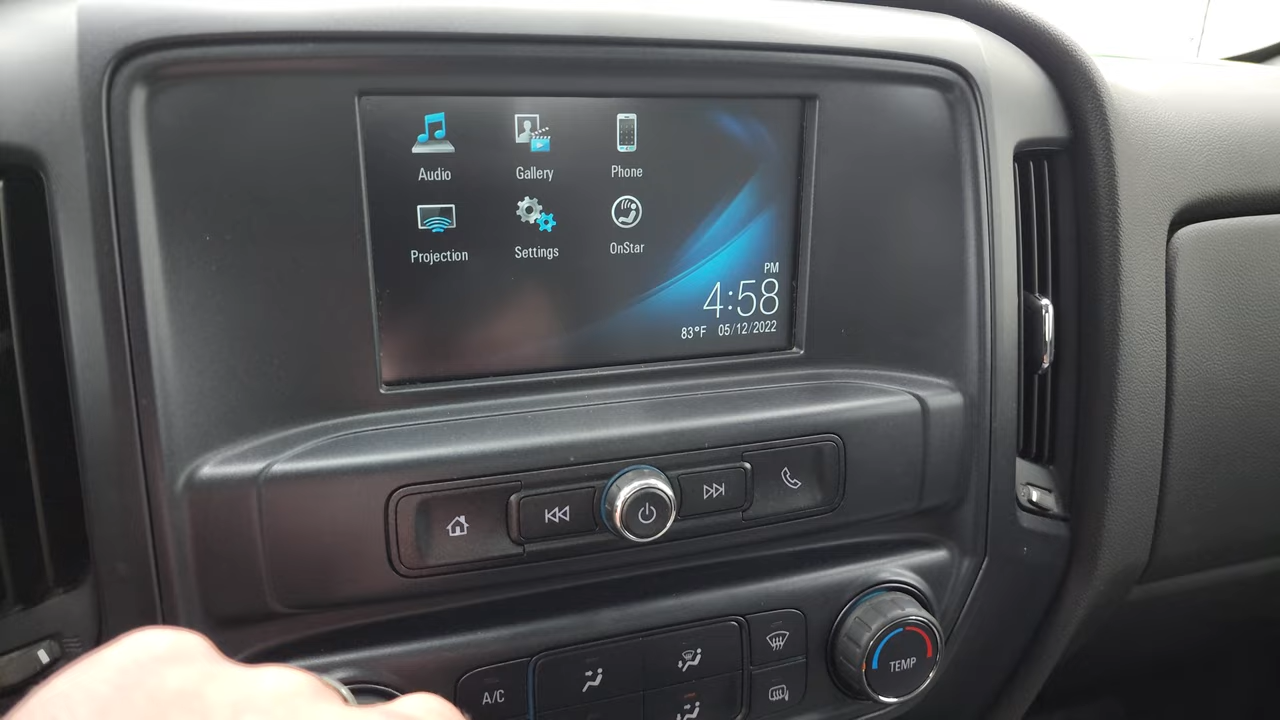 Audio
Gallery
Phone
Projection
Settings
OnStar
PM
4:58
83°F 05/12/2022
A/C
TEMP